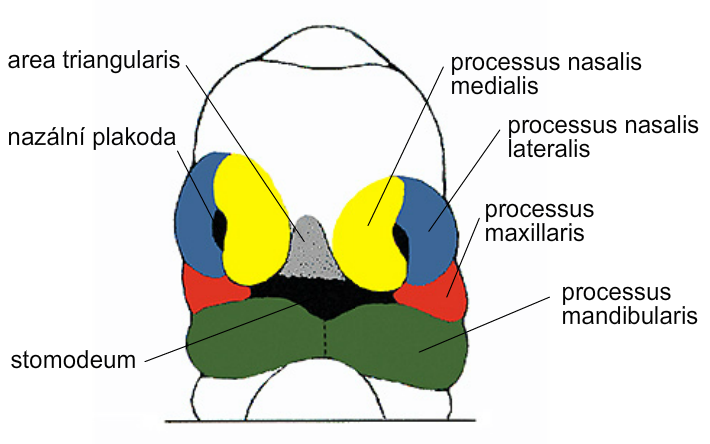 area triangularis
nazální plakoda
stomodeum
processus nasalis
medialis
processus nasalis
lateralis
processus
maxillaris
processus
mandibularis